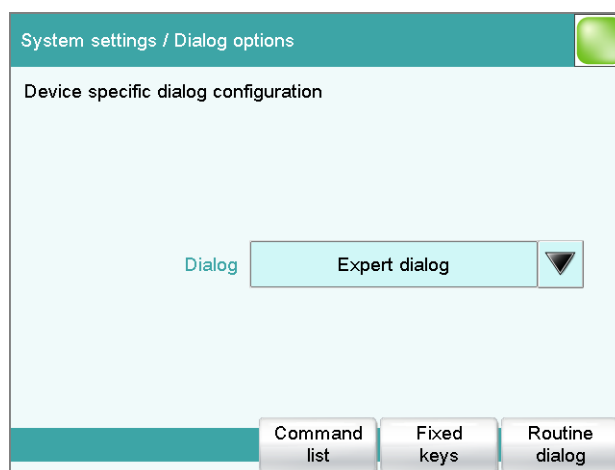 System settings / Dialog options
Device specific dialog configuration
Dialog
Expert dialog
Command
list
Fixed
keys
Routine
dialog